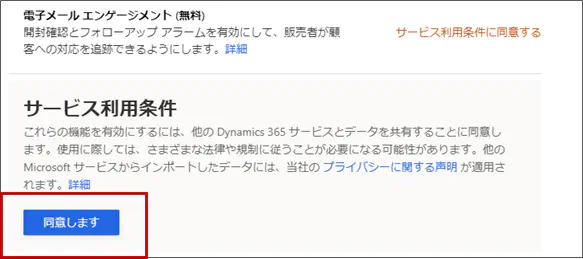 電子メール エンゲージメント (無料)
開封確認とフォローアップ アラームを有効にして、販売者が顧
客への対応を追跡できるようにします。詳細
サービス利用条件に同意する
サービス利用条件
これらの機能を有効にするには、他の Dynamics 365 サービスとデータを共有することに同意し
ます。使用に際しては、さまざまな法律や規制に従うことが必要になる可能性があります。他の
Microsoft サービスからインポートしたデータには、当社の プライバシーに関する声明 が適用さ
れます。詳細
同意します